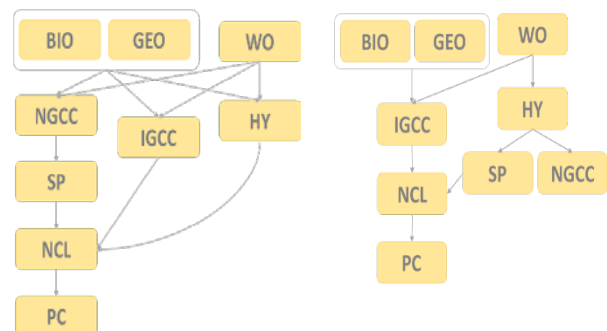 BIO GEO WO
NGCC IGCC HY
SP
NCL
PC
BIO GEO WO
IGCC HY
NCL SP NGCC
PC